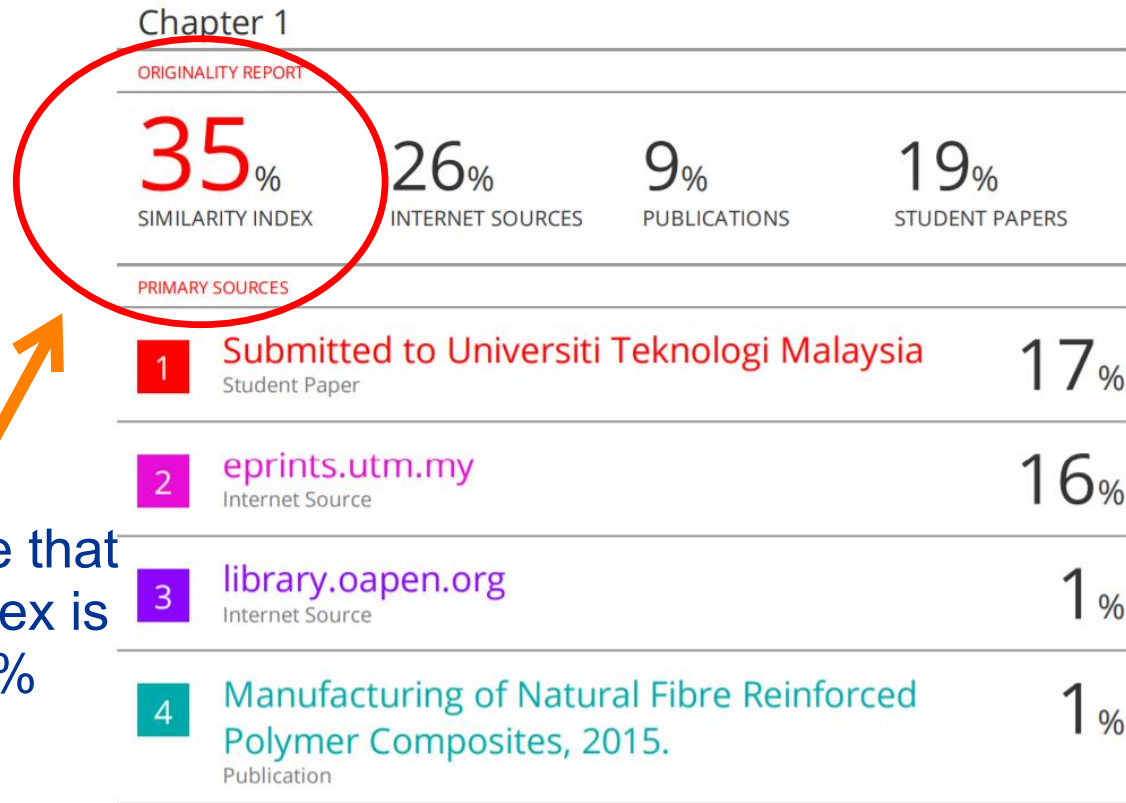 Chapter 1
ORIGINALITY REPORT
35%
SIMILARITY INDEX
26%
INTERNET SOURCES
9%
PUBLICATIONS
19%
STUDENT PAPERS
PRIMARY SOURCES
1 Submitted to Universiti Teknologi Malaysia 17%
Student Paper
2 eprints.utm.my 16%
Internet Source
3 library.oapen.org 1%
Internet Source
4 Manufacturing of Natural Fibre Reinforced
Polymer Composites, 2015. 1%
Publication
that
is
%